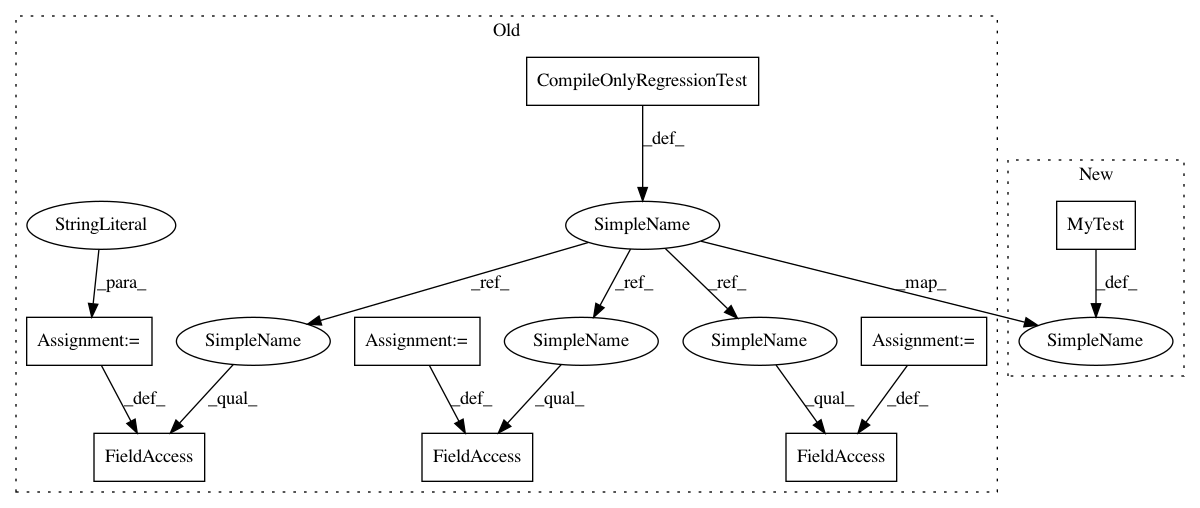 Old
CompileOnlyRegressionTest
_def_
New
StringLiteral
SimpleName
MyTest
_para_
_ref_
_ref_
_ref_
_map_
_def_
Assignment:=
SimpleName
Assignment:=
SimpleName
SimpleName
Assignment:=
SimpleName
_def_
_qual_
_def_
_qual_
_qual_
_def_
FieldAccess
FieldAccess
FieldAccess